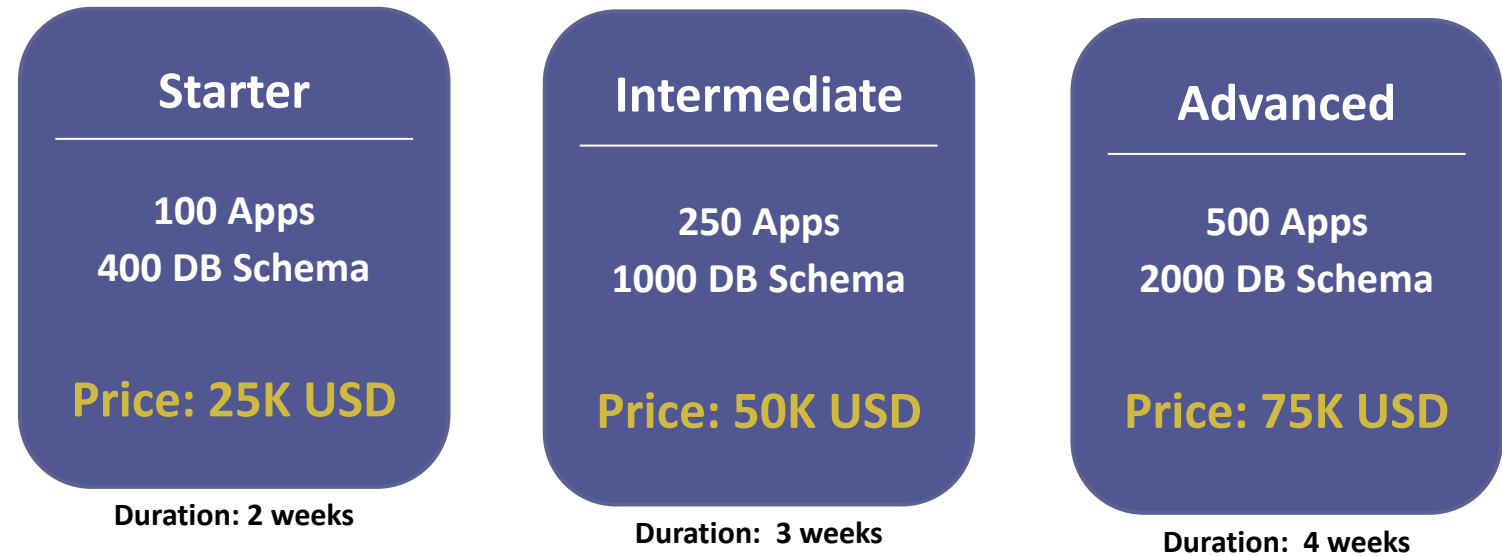 Starter
100 Apps
400 DB Schema
Price: 25K USD
Duration: 2 weeks
Intermediate
250 Apps
1000 DB Schema
Price: 50K USD
Duration: 3 weeks
Advanced
500 Apps
2000 DB Schema
Price: 75K USD
Duration: 4 weeks